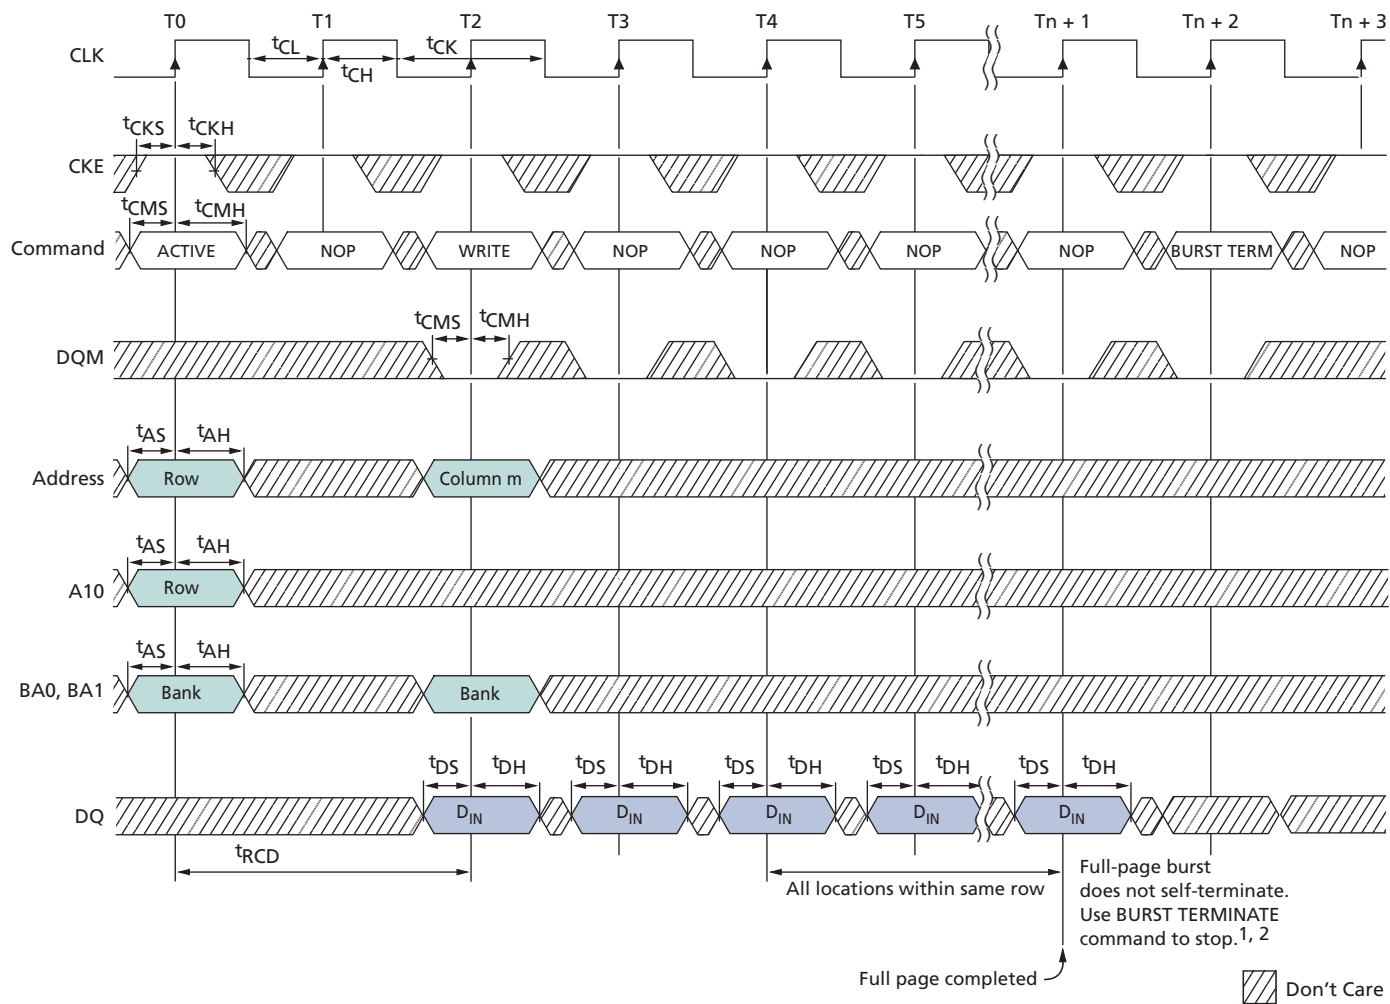 T0 T1 T2 T3 T4 T5 Tn + 1 Tn + 2 Tn + 3
CLK
tCL tCK
tCH
tCKS tCKH
CKE
tCMS tCMH
Command ACTIVE NOP WRITE NOP NOP NOP NOP BURST TERM NOP
tCMS tCMH
DQM
tAS tAH
Address Row Column m
tAS tAH
A10 Row
tAS tAH
BA0, BA1 Bank Bank
tDS tDH tDS tDH tDS tDH tDS tDH tDS tDH
DQ DIN DIN DIN DIN DIN
tRCD
All locations within same row
Full-page burst
does not self-terminate.
Use BURST TERMINATE
command to stop.1, 2
Full page completed
Don't Care